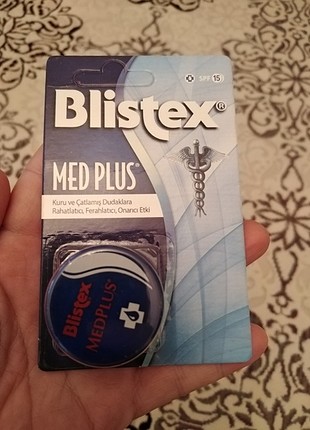 SPF 15
Blistex®
MED PLUS®
Kuru ve Çatlamış Dudaklara
Rahatlatıcı, Ferahlatıcı, Onarıcı Etki
Blistex
MEDPLUS®